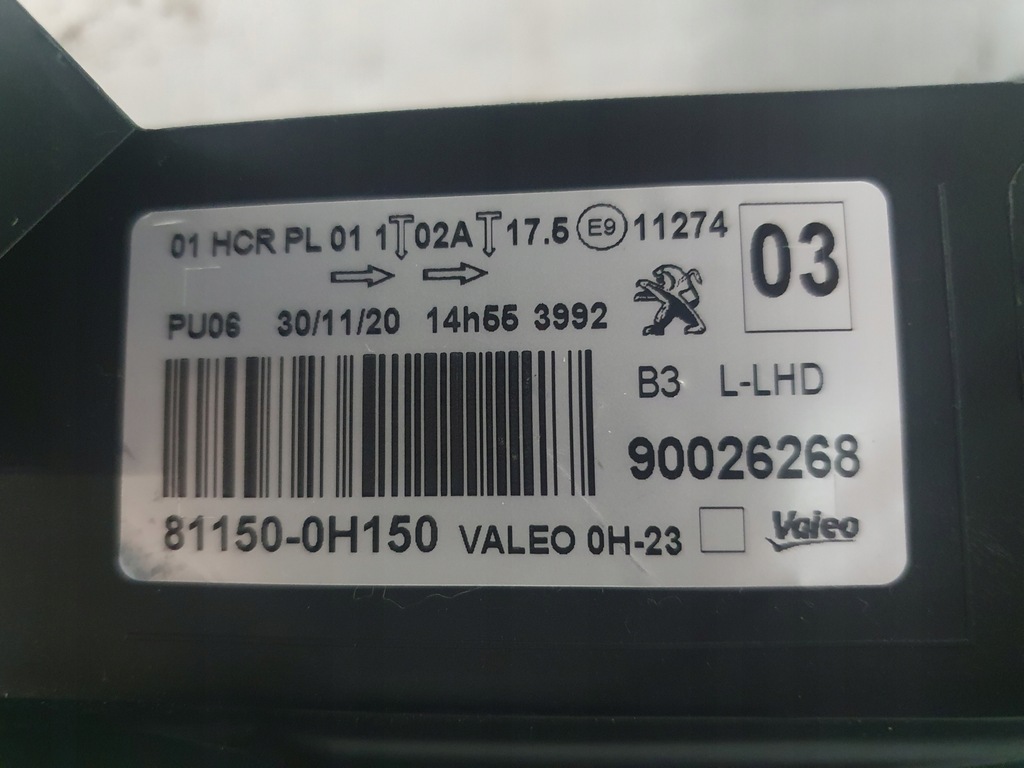 01 HCR PL 01 1 02A 17.5 E9 11274
03
PU06 30/11/20 14h55 3992
B3 L-LHD
90026268
81150-0H150 VALEO 0H-23
Valeo